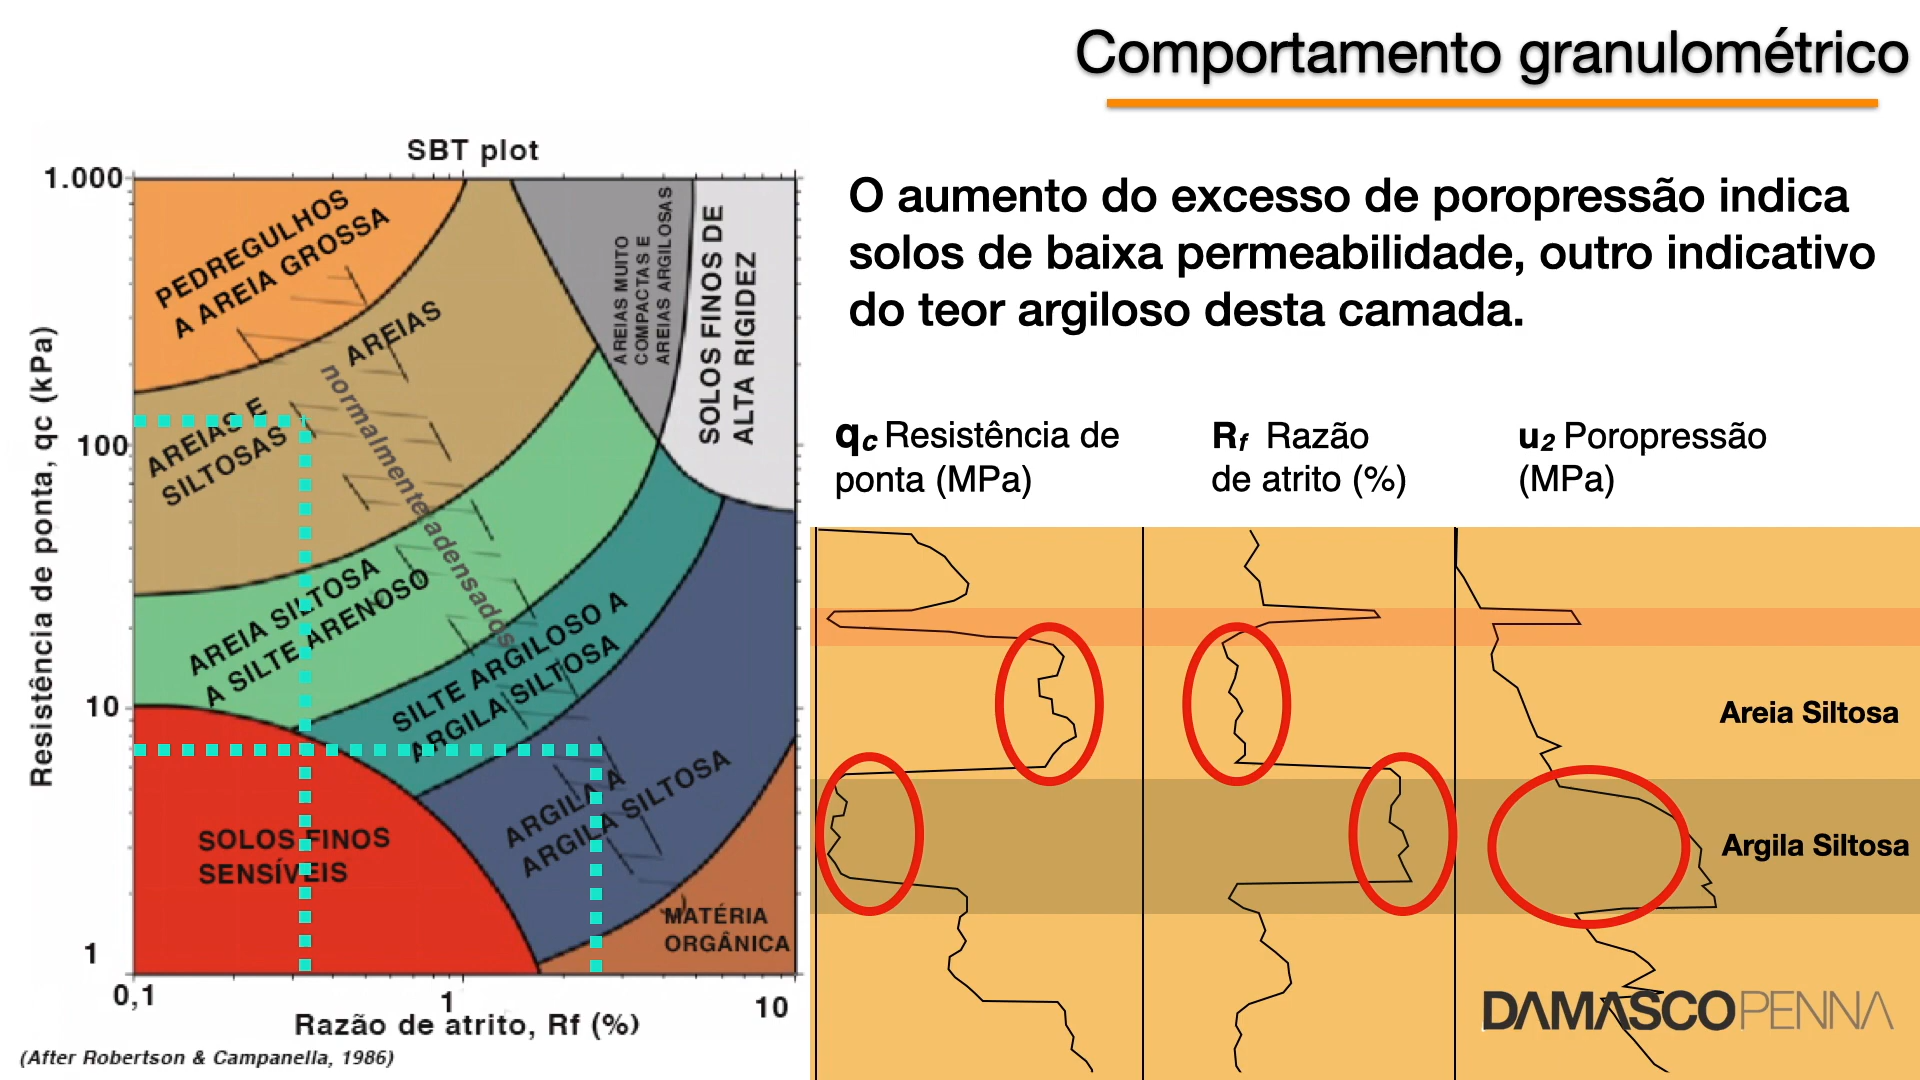 Comportamento granulométrico
SBT plot
1.000
100
10
1
Resistência de ponta, qc (kPa)
PEDREGULHOS
A AREIA GROSSA
AREIAS
AREIAS E
SILTOSAS
normalmente adensados
AREIAS MUITO
COMPACTAS E
AREIAS ARGILOSAS
SOLOS FINOS DE
ALTA RIGIDEZ
AREIA SILTOSA
A SILTE ARENOSO
SILTE ARGILOSO A
ARGILA SILTOSA
ARGILA A
ARGILA SILTOSA
SOLOS FINOS
SENSÍVEIS
MATÉRIA
ORGÂNICA
0,1
1
10
Razão de atrito, Rf (%)
(After Robertson & Campanella, 1986)
O aumento do excesso de poropressão indica
solos de baixa permeabilidade, outro indicativo
do teor argiloso desta camada.
qc Resistência de
ponta (MPa)
Rf Razão
de atrito (%)
u2 Poropressão
(MPa)
Areia Siltosa
Argila Siltosa
DAMASCOPENNA